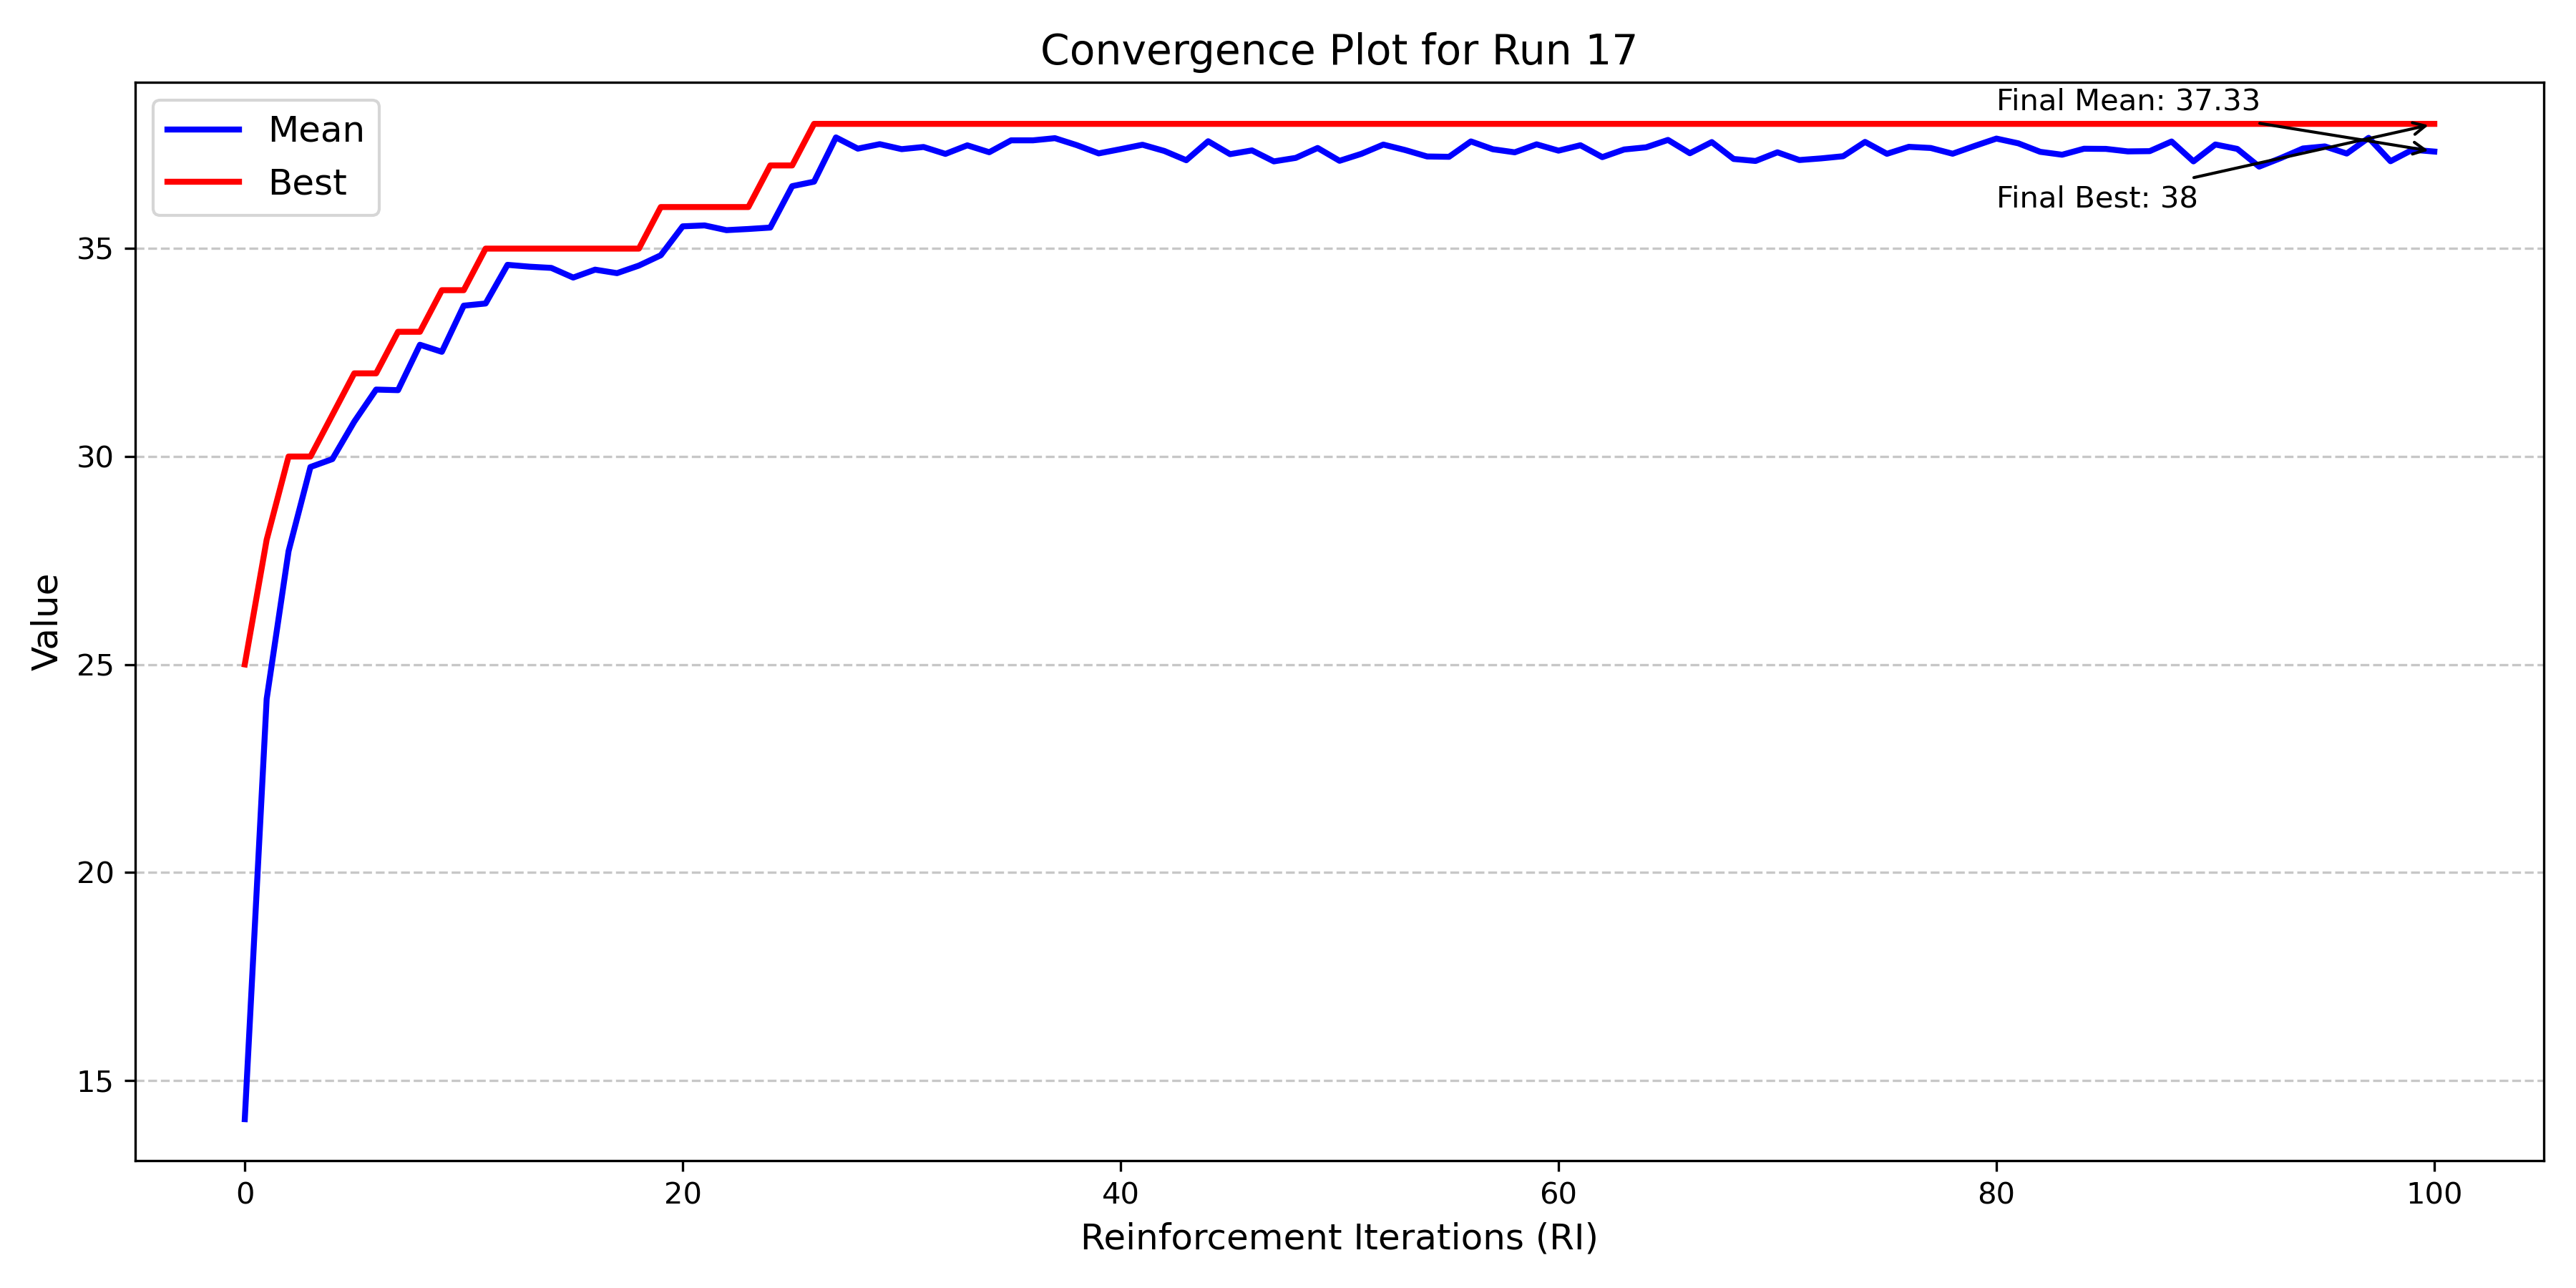 Convergence Plot for Run 17
Mean
Best
Final Mean: 37.33
Final Best: 38
Value
35
30
25
20
15
0
20
40
60
80
100
Reinforcement Iterations (RI)